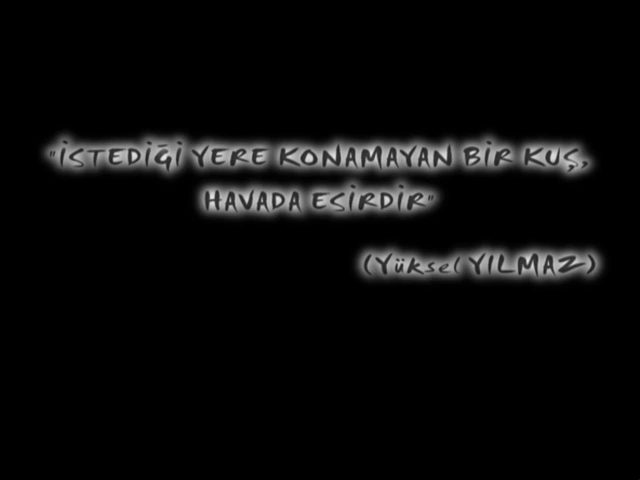 "İSTEDİĞİ YERE KONAMAYAN BİR KUŞ,
HAVADA ESİRDİR"
(Yüksel YILMAZ)